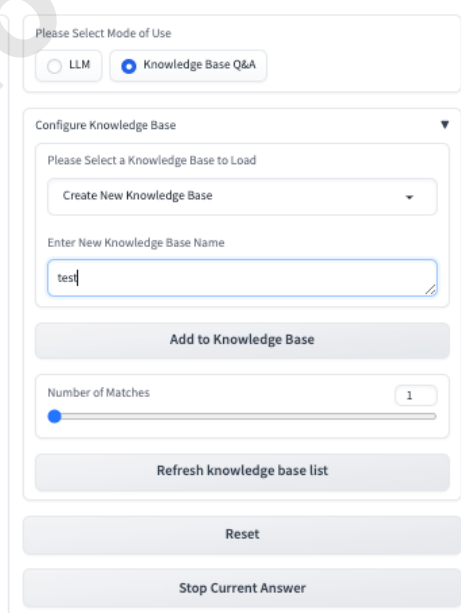 Please Select Mode of Use
LLM
Knowledge Base Q&A
Configure Knowledge Base
Please Select a Knowledge Base to Load
Create New Knowledge Base
Enter New Knowledge Base Name
test
Add to Knowledge Base
Number of Matches
1
Refresh knowledge base list
Reset
Stop Current Answer